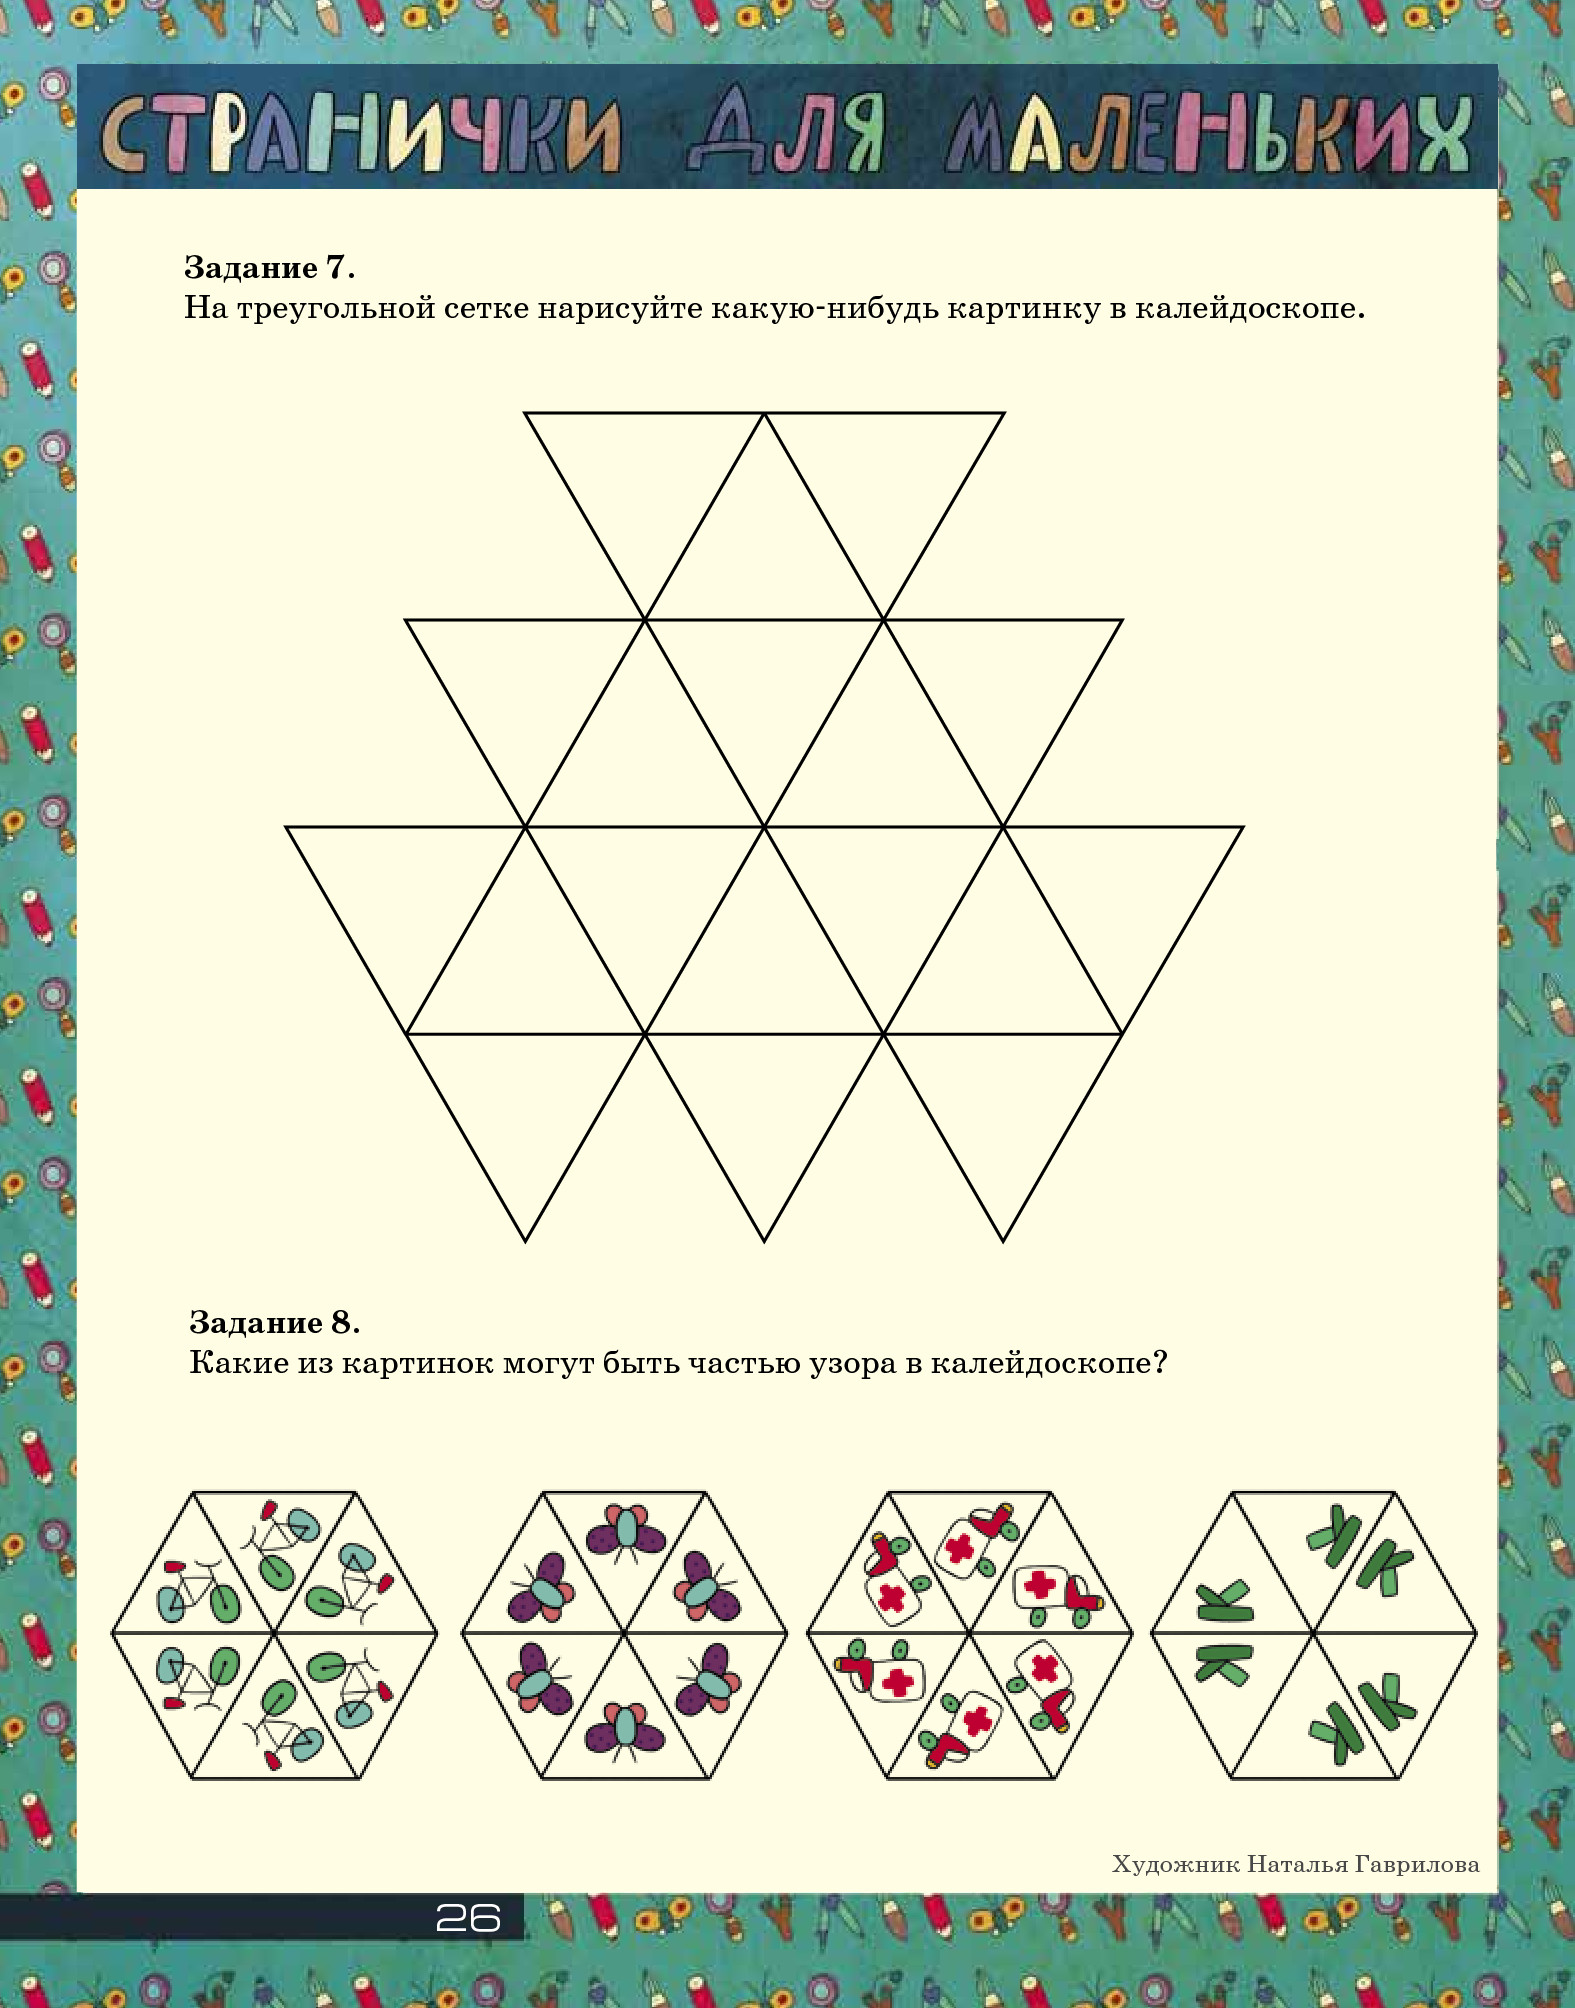 СТРАНИЧКИ ДЛЯ МАЛЕНЬКИХ
Задание 7.
На треугольной сетке нарисуйте какую-нибудь картинку в калейдоскопе.
Задание 8.
Какие из картинок могут быть частью узора в калейдоскопе?
Художник Наталья Гаврилова
26